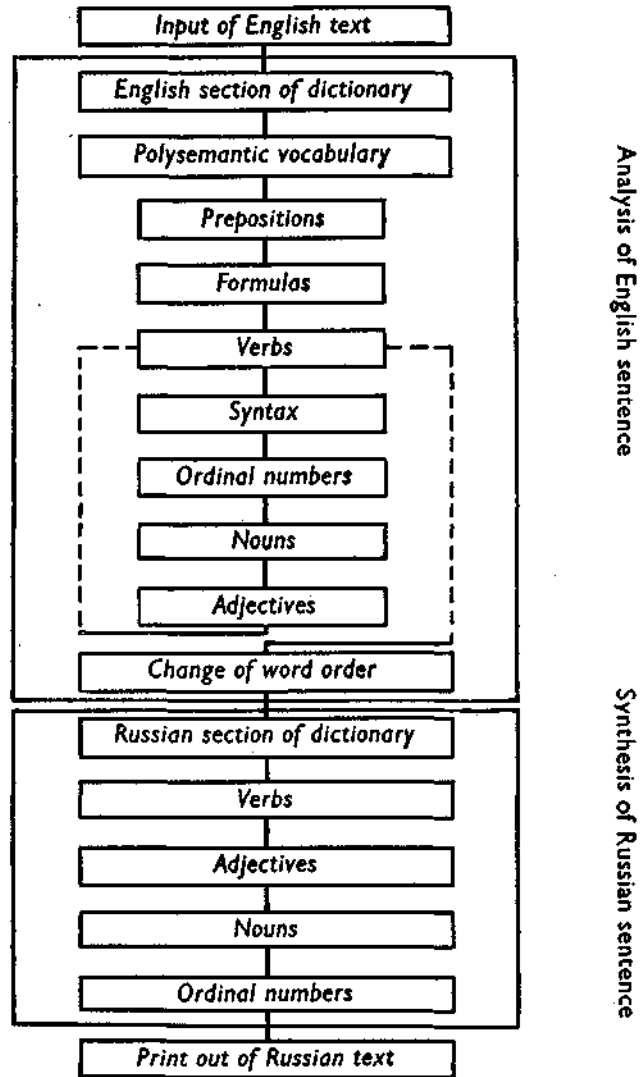 Input of English text
English section of dictionary
Polysemantic vocabulary
Prepositions
Formulas
Verbs
Syntax
Ordinal numbers
Nouns
Adjectives
Change of word order
Analysis of English sentence
Russian section of dictionary
Verbs
Adjectives
Nouns
Ordinal numbers
Synthesis of Russian sentence
Print out of Russian text